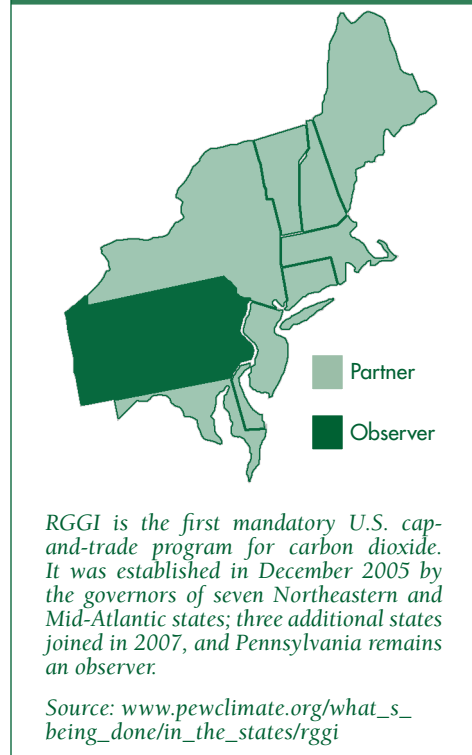 Partner
Observer
RGGI is the first mandatory U.S. cap-
and-trade program for carbon dioxide.
It was established in December 2005 by
the governors of seven Northeastern and
Mid-Atlantic states; three additional states
joined in 2007, and Pennsylvania remains
an observer.
Source: www.pewclimate.org/what_s_
being_done/in_the_states/rggi